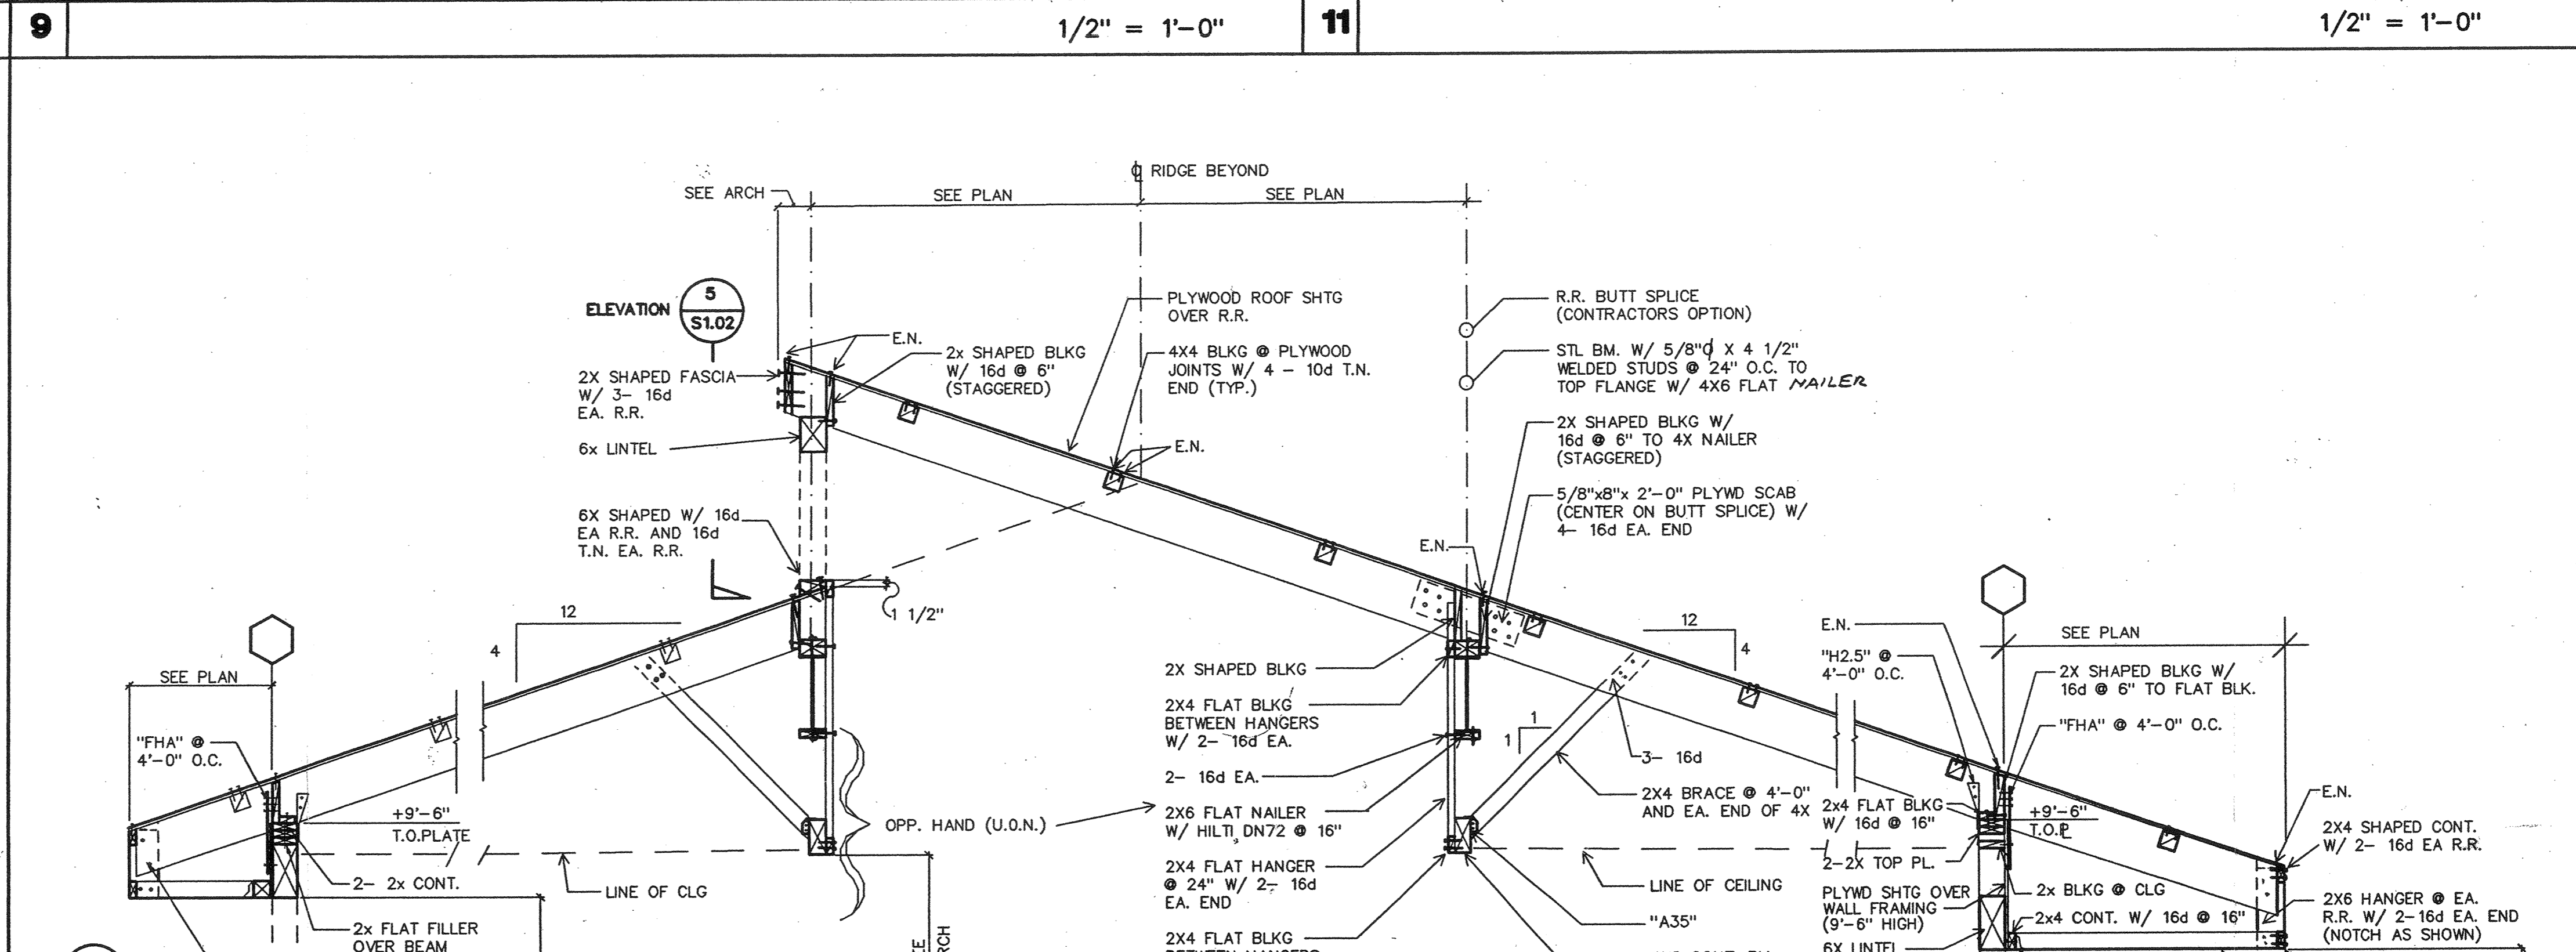 9
1/2" = 1'-0"
11
1/2" = 1'-0"
℄ RIDGE BEYOND
SEE ARCH
SEE PLAN
SEE PLAN
ELEVATION
5
S1.02
E.N.
2X SHAPED FASCIA
W/ 3- 16d
EA. R.R.
6x LINTEL
2x SHAPED BLKG
W/ 16d @ 6"
(STAGGERED)
PLYWOOD ROOF SHTG
OVER R.R.
4X4 BLKG @ PLYWOOD
JOINTS W/ 4 - 10d T.N.
END (TYP.)
E.N.
R.R. BUTT SPLICE
(CONTRACTORS OPTION)
STL BM. W/ 5/8"ϕ X 4 1/2"
WELDED STUDS @ 24" O.C. TO
TOP FLANGE W/ 4X6 FLAT NAILER
2X SHAPED BLKG W/
16d @ 6" TO 4X NAILER
(STAGGERED)
5/8"x8"x 2'-0" PLYWD SCAB
(CENTER ON BUTT SPLICE) W/
4- 16d EA. END
E.N.
6X SHAPED W/ 16d
EA R.R. AND 16d
T.N. EA. R.R.
1 1/2"
12
4
12
4
SEE PLAN
"FHA" @
4'-0" O.C.
+9'-6"
T.O.PLATE
2- 2x CONT.
2x FLAT FILLER
OVER BEAM
LINE OF CLG
OPP. HAND (U.O.N.)
ARCH
2X SHAPED BLKG
2X4 FLAT BLKG
BETWEEN HANGERS
W/ 2- 16d EA.
2- 16d EA.
2X6 FLAT NAILER
W/ HILTI DN72 @ 16"
2X4 FLAT HANGER
@ 24" W/ 2- 16d
EA. END
2X4 FLAT BLKG
BETWEEN HANGERS
1
1
3- 16d
2X4 BRACE @ 4'-0"
AND EA. END OF 4X
LINE OF CEILING
"A35"
E.N.
"H2.5" @
4'-0" O.C.
SEE PLAN
2X SHAPED BLKG W/
16d @ 6" TO FLAT BLK.
"FHA" @ 4'-0" O.C.
2x4 FLAT BLKG
W/ 16d @ 16"
+9'-6"
T.O.PL
2-2X TOP PL.
PLYWD SHTG OVER
WALL FRAMING
(9'-6" HIGH)
6X LINTEL
2x BLKG @ CLG
2x4 CONT. W/ 16d @ 16"
E.N.
2X4 SHAPED CONT.
W/ 2- 16d EA R.R.
2X6 HANGER @ EA.
R.R. W/ 2-16d EA. END
(NOTCH AS SHOWN)